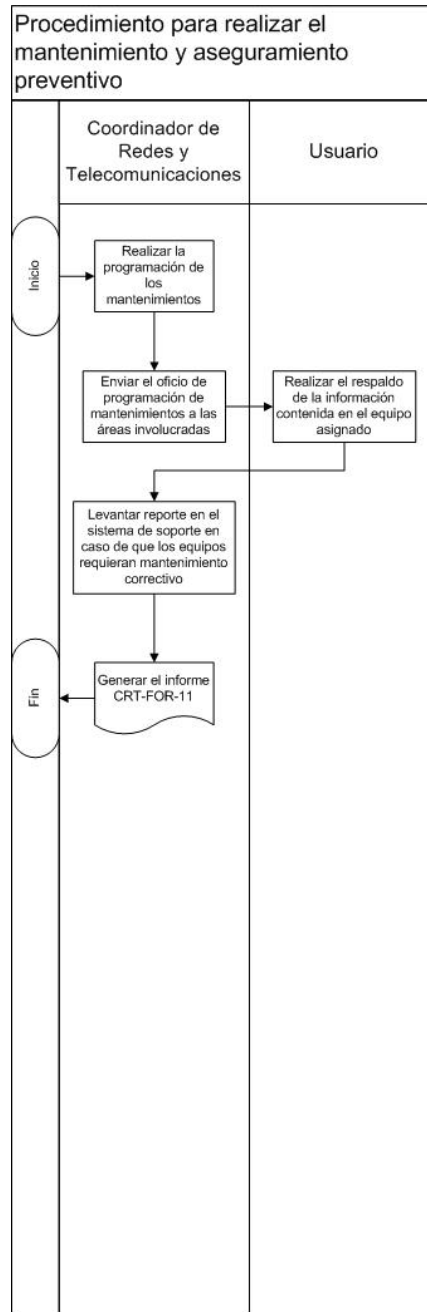 Procedimiento para realizar el
mantenimiento y aseguramiento
preventivo
Coordinador de
Redes y
Telecomunicaciones
Usuario
Inicio
Realizar la
programación de
los
mantenimientos
Enviar el oficio de
programación de
mantenimientos a las
áreas involucradas
Realizar el respaldo
de la información
contenida en el equipo
asignado
Levantar reporte en el
sistema de soporte en
caso de que los equipos
requieran mantenimiento
correctivo
Generar el informe
CRT-FOR-11
Fin